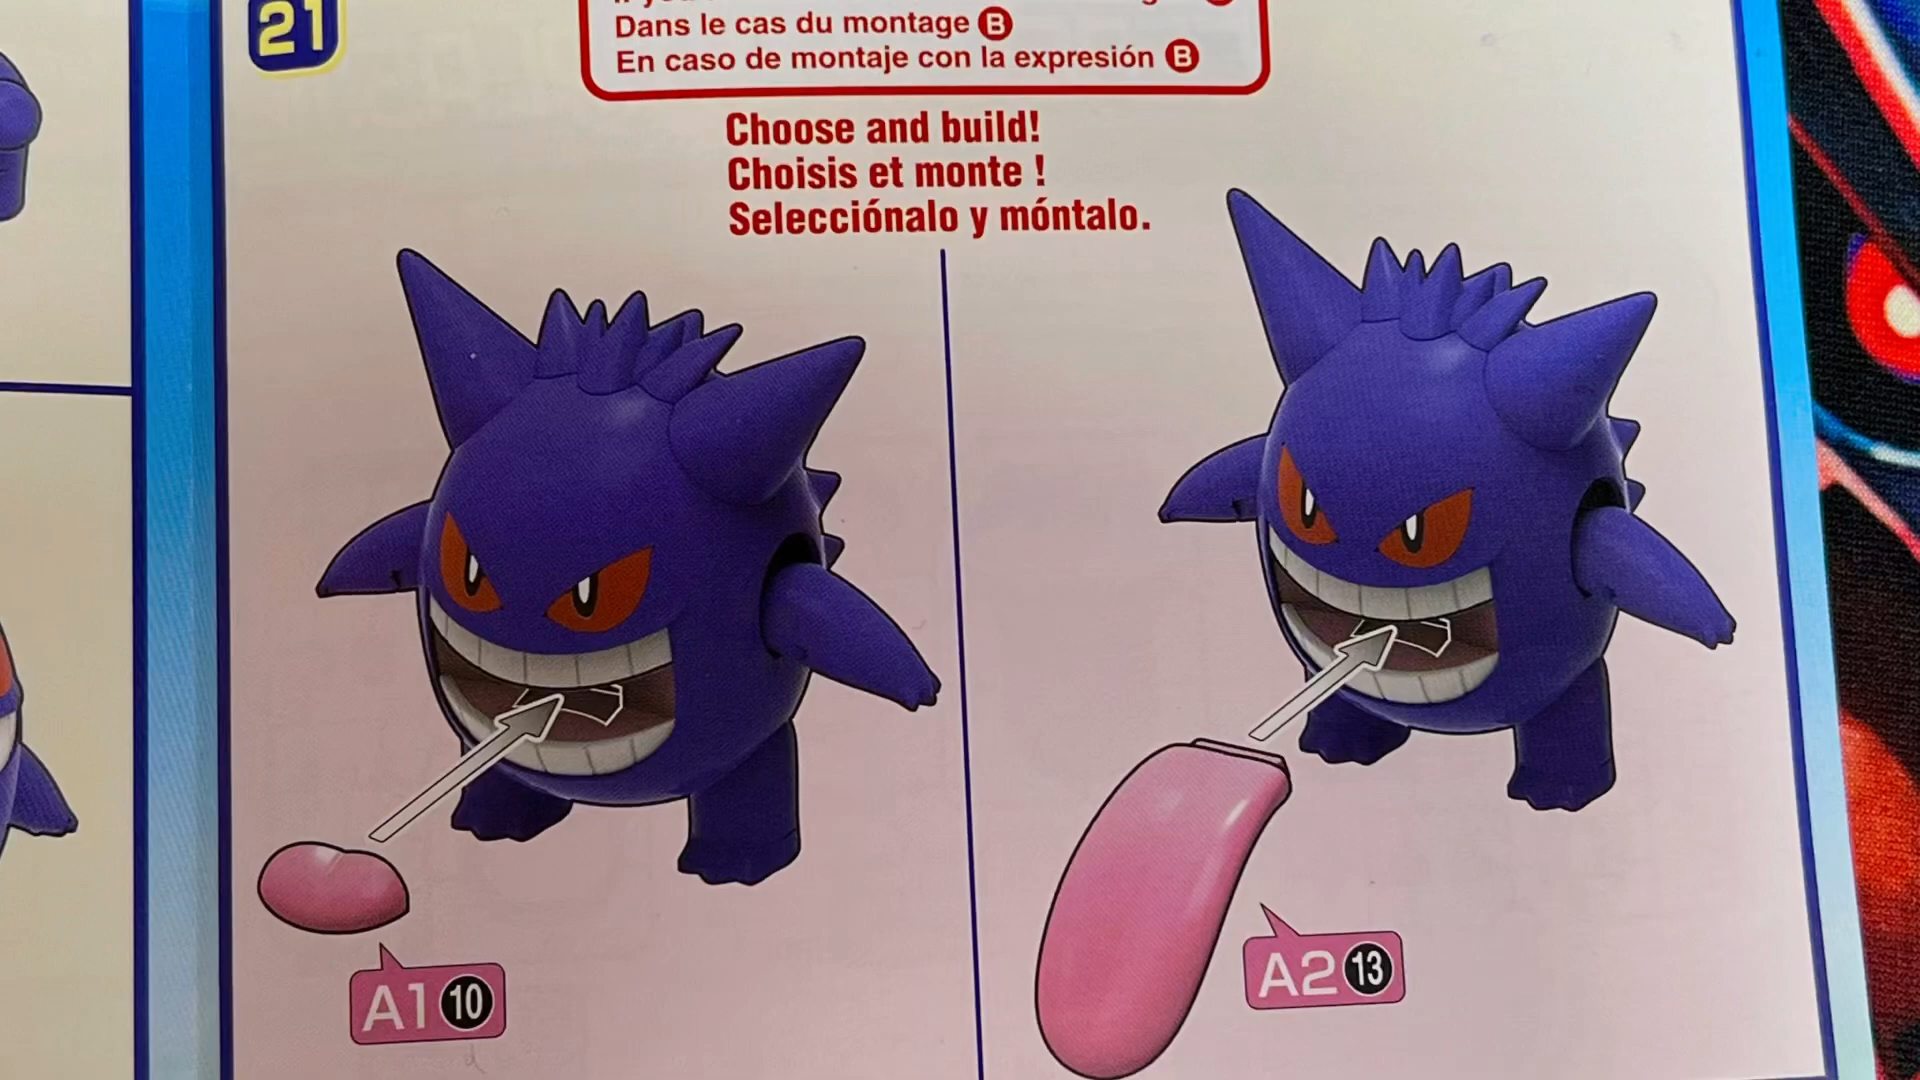 21
Dans le cas du montage B
En caso de montaje con la expresión B
Choose and build!
Choisis et monte !
Selecciónalo y móntalo.
A1 10
A2 13